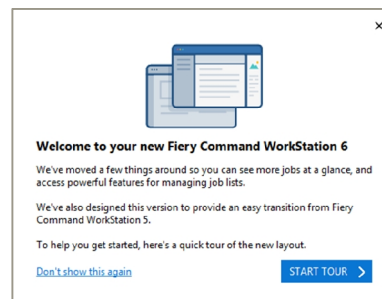 Welcome to your new Fiery Command WorkStation 6
We've moved a few things around so you can see more jobs at a glance, and
access powerful features for managing job lists.
We've also designed this version to provide an easy transition from Fiery
Command WorkStation 5.
To help you get started, here's a quick tour of the new layout.
Don't show this again
START TOUR